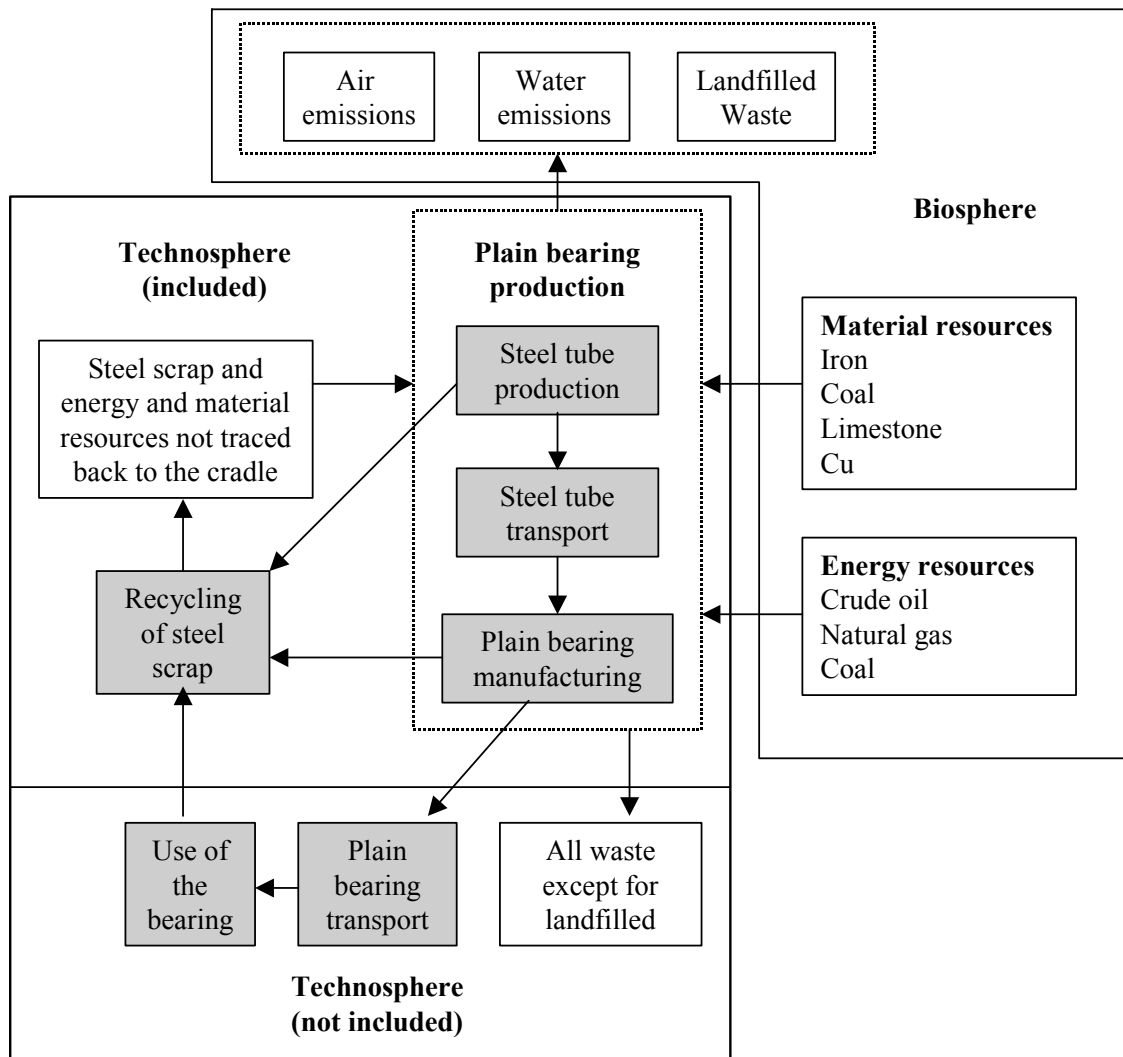 Air
emissions
Water
emissions
Landfilled
Waste
Biosphere
Technosphere
(included)
Plain bearing
production
Steel scrap and
energy and material
resources not traced
back to the cradle
Steel tube
production
Steel tube
transport
Recycling
of steel
scrap
Plain bearing
manufacturing
Material resources
Iron
Coal
Limestone
Cu
Energy resources
Crude oil
Natural gas
Coal
Use of
the
bearing
Plain
bearing
transport
All waste
except for
landfilled
Technosphere
(not included)